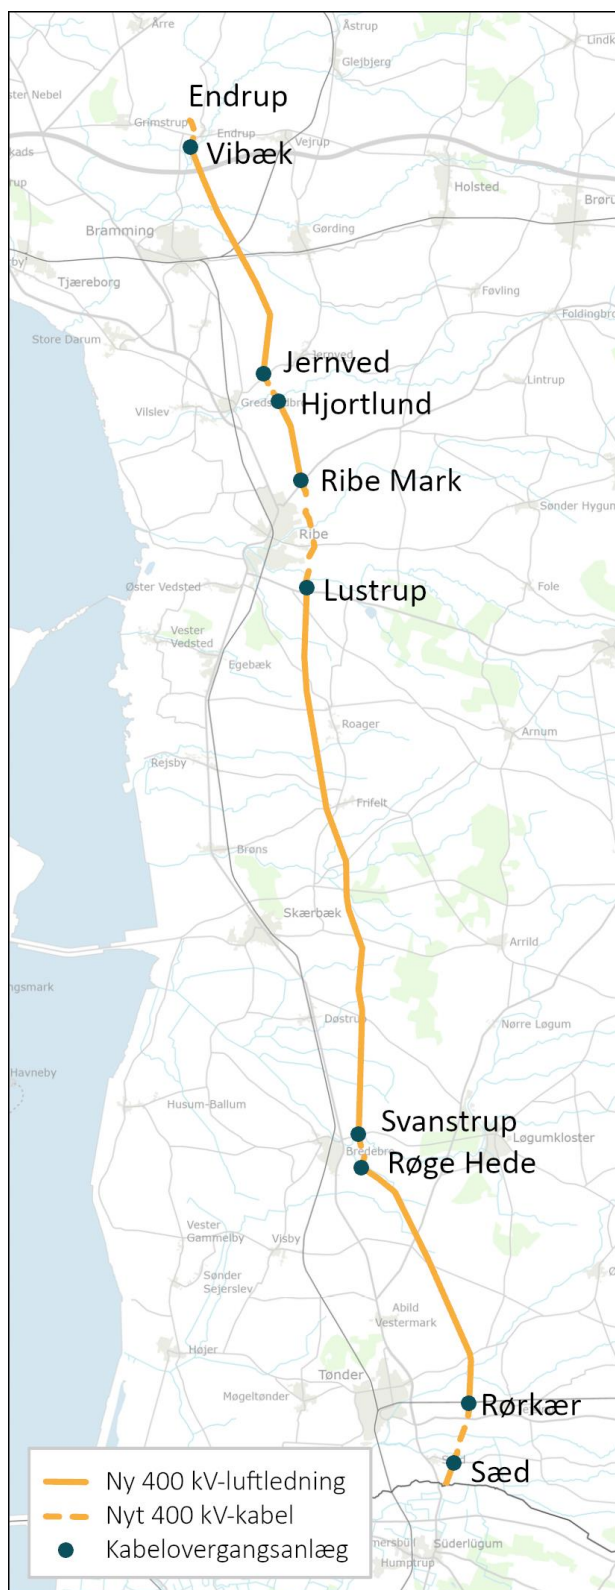 Årre
Åstrup
Glejbjerg
Endrup
Grimstrup
Endrup
Vejrup
Vibæk
Holsted
Bramming
Gørding
Tjæreborg
Føvling
Store Darum
Jernved
Jernved
Lintrup
Vilslev
Hjortlund
Ribe Mark
Ribe
Øster Vedsted
Lustrup
Fole
Vester
Vedsted
Egebæk
Roager
Arnum
Rejsby
Frifelt
Brøns
Skærbæk
Arrild
Døstrup
Nørre Løgum
Havneby
Husum-Ballum
Svanstrup
Løgumkloster
Bredebro
Røge Hede
Vester
Gammelby
Visby
Sønder
Sejerslev
Abild
Vestermark
Højer
Tønder
Møgeltønder
Rørkær
Sæd
Ny 400 kV-luftledning
Nyt 400 kV-kabel
Kabelovergangsanlæg
Süderlügum
Humptrup